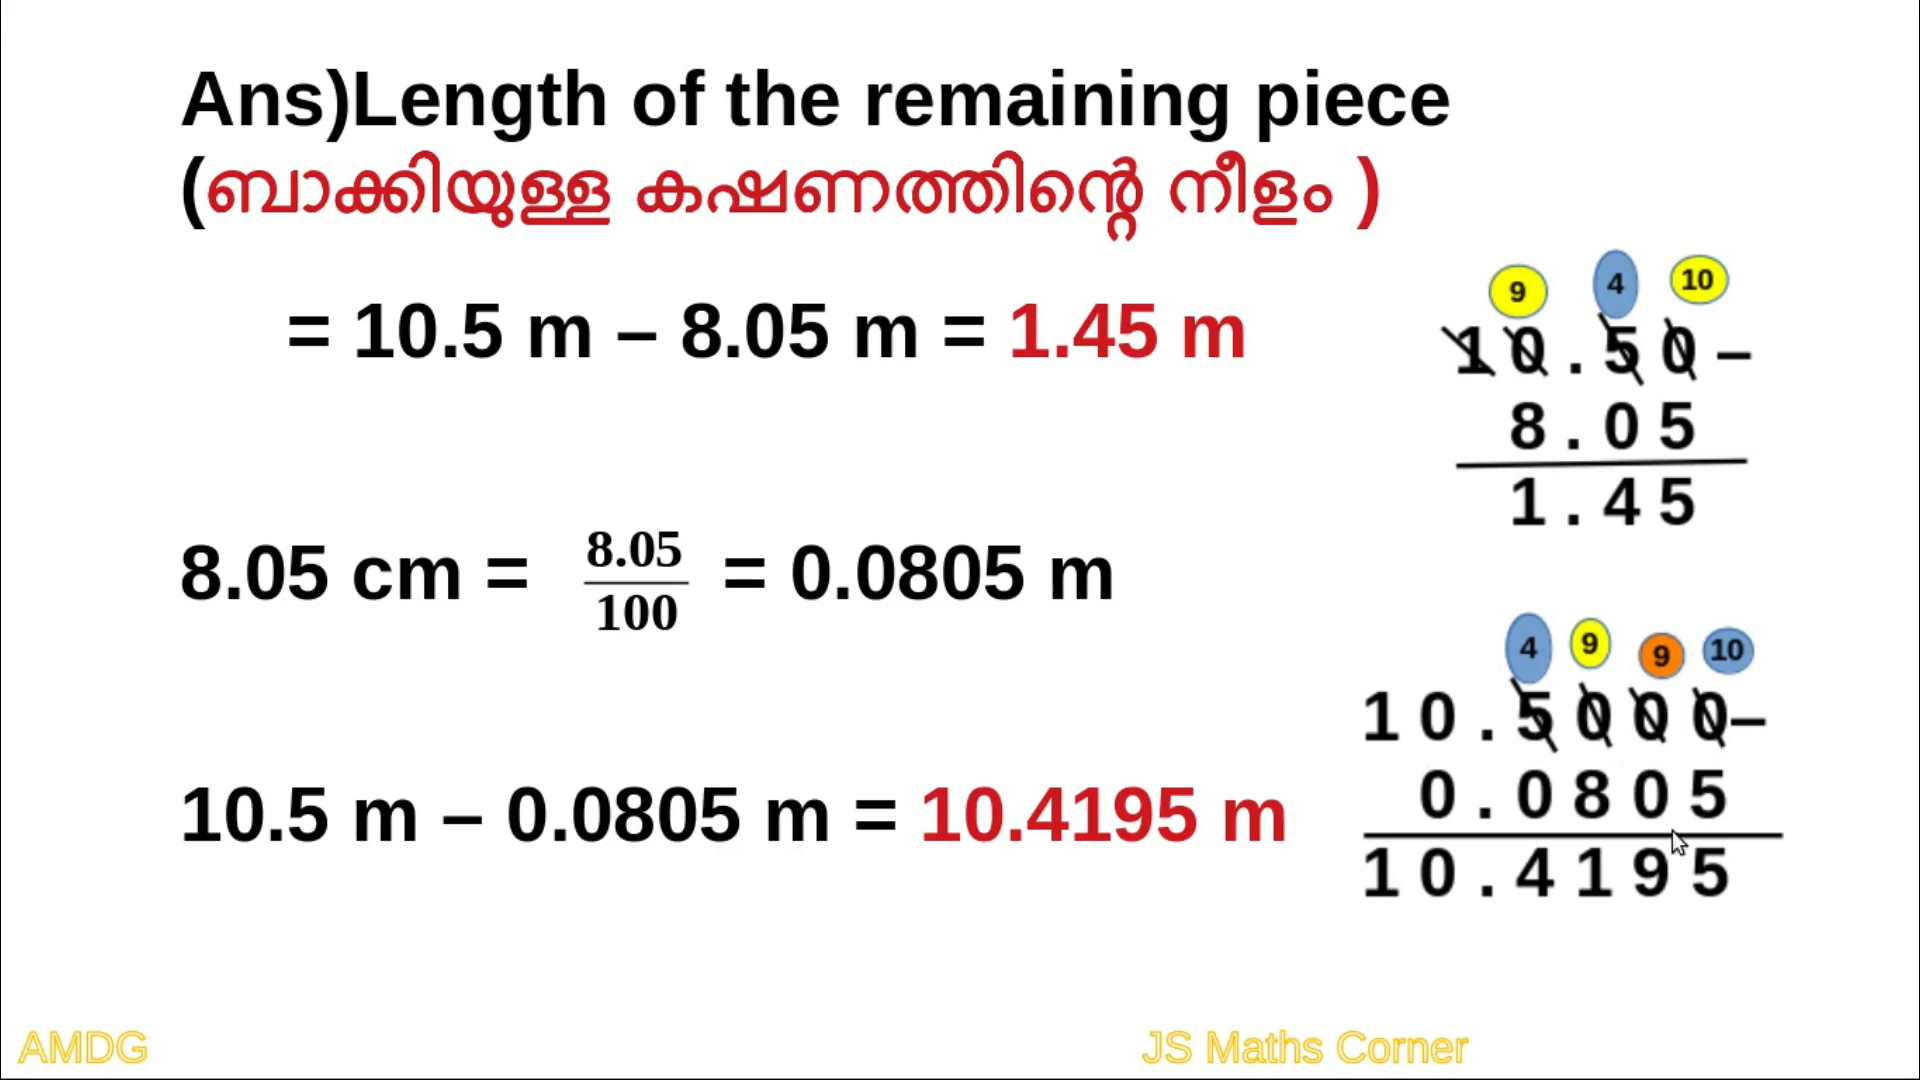 Ans)Length of the remaining piece
(ബാക്കിയുള്ള കഷണത്തിന്റെ നീളം )
= 10.5 m – 8.05 m = 1.45 m
9 4 10
10.50 –
8.05
1.45
8.05 cm = 8.05/100 = 0.0805 m
4 9 9 10
10.5000–
0.0805
10.4195
10.5 m – 0.0805 m = 10.4195 m
AMDG
JS Maths Corner